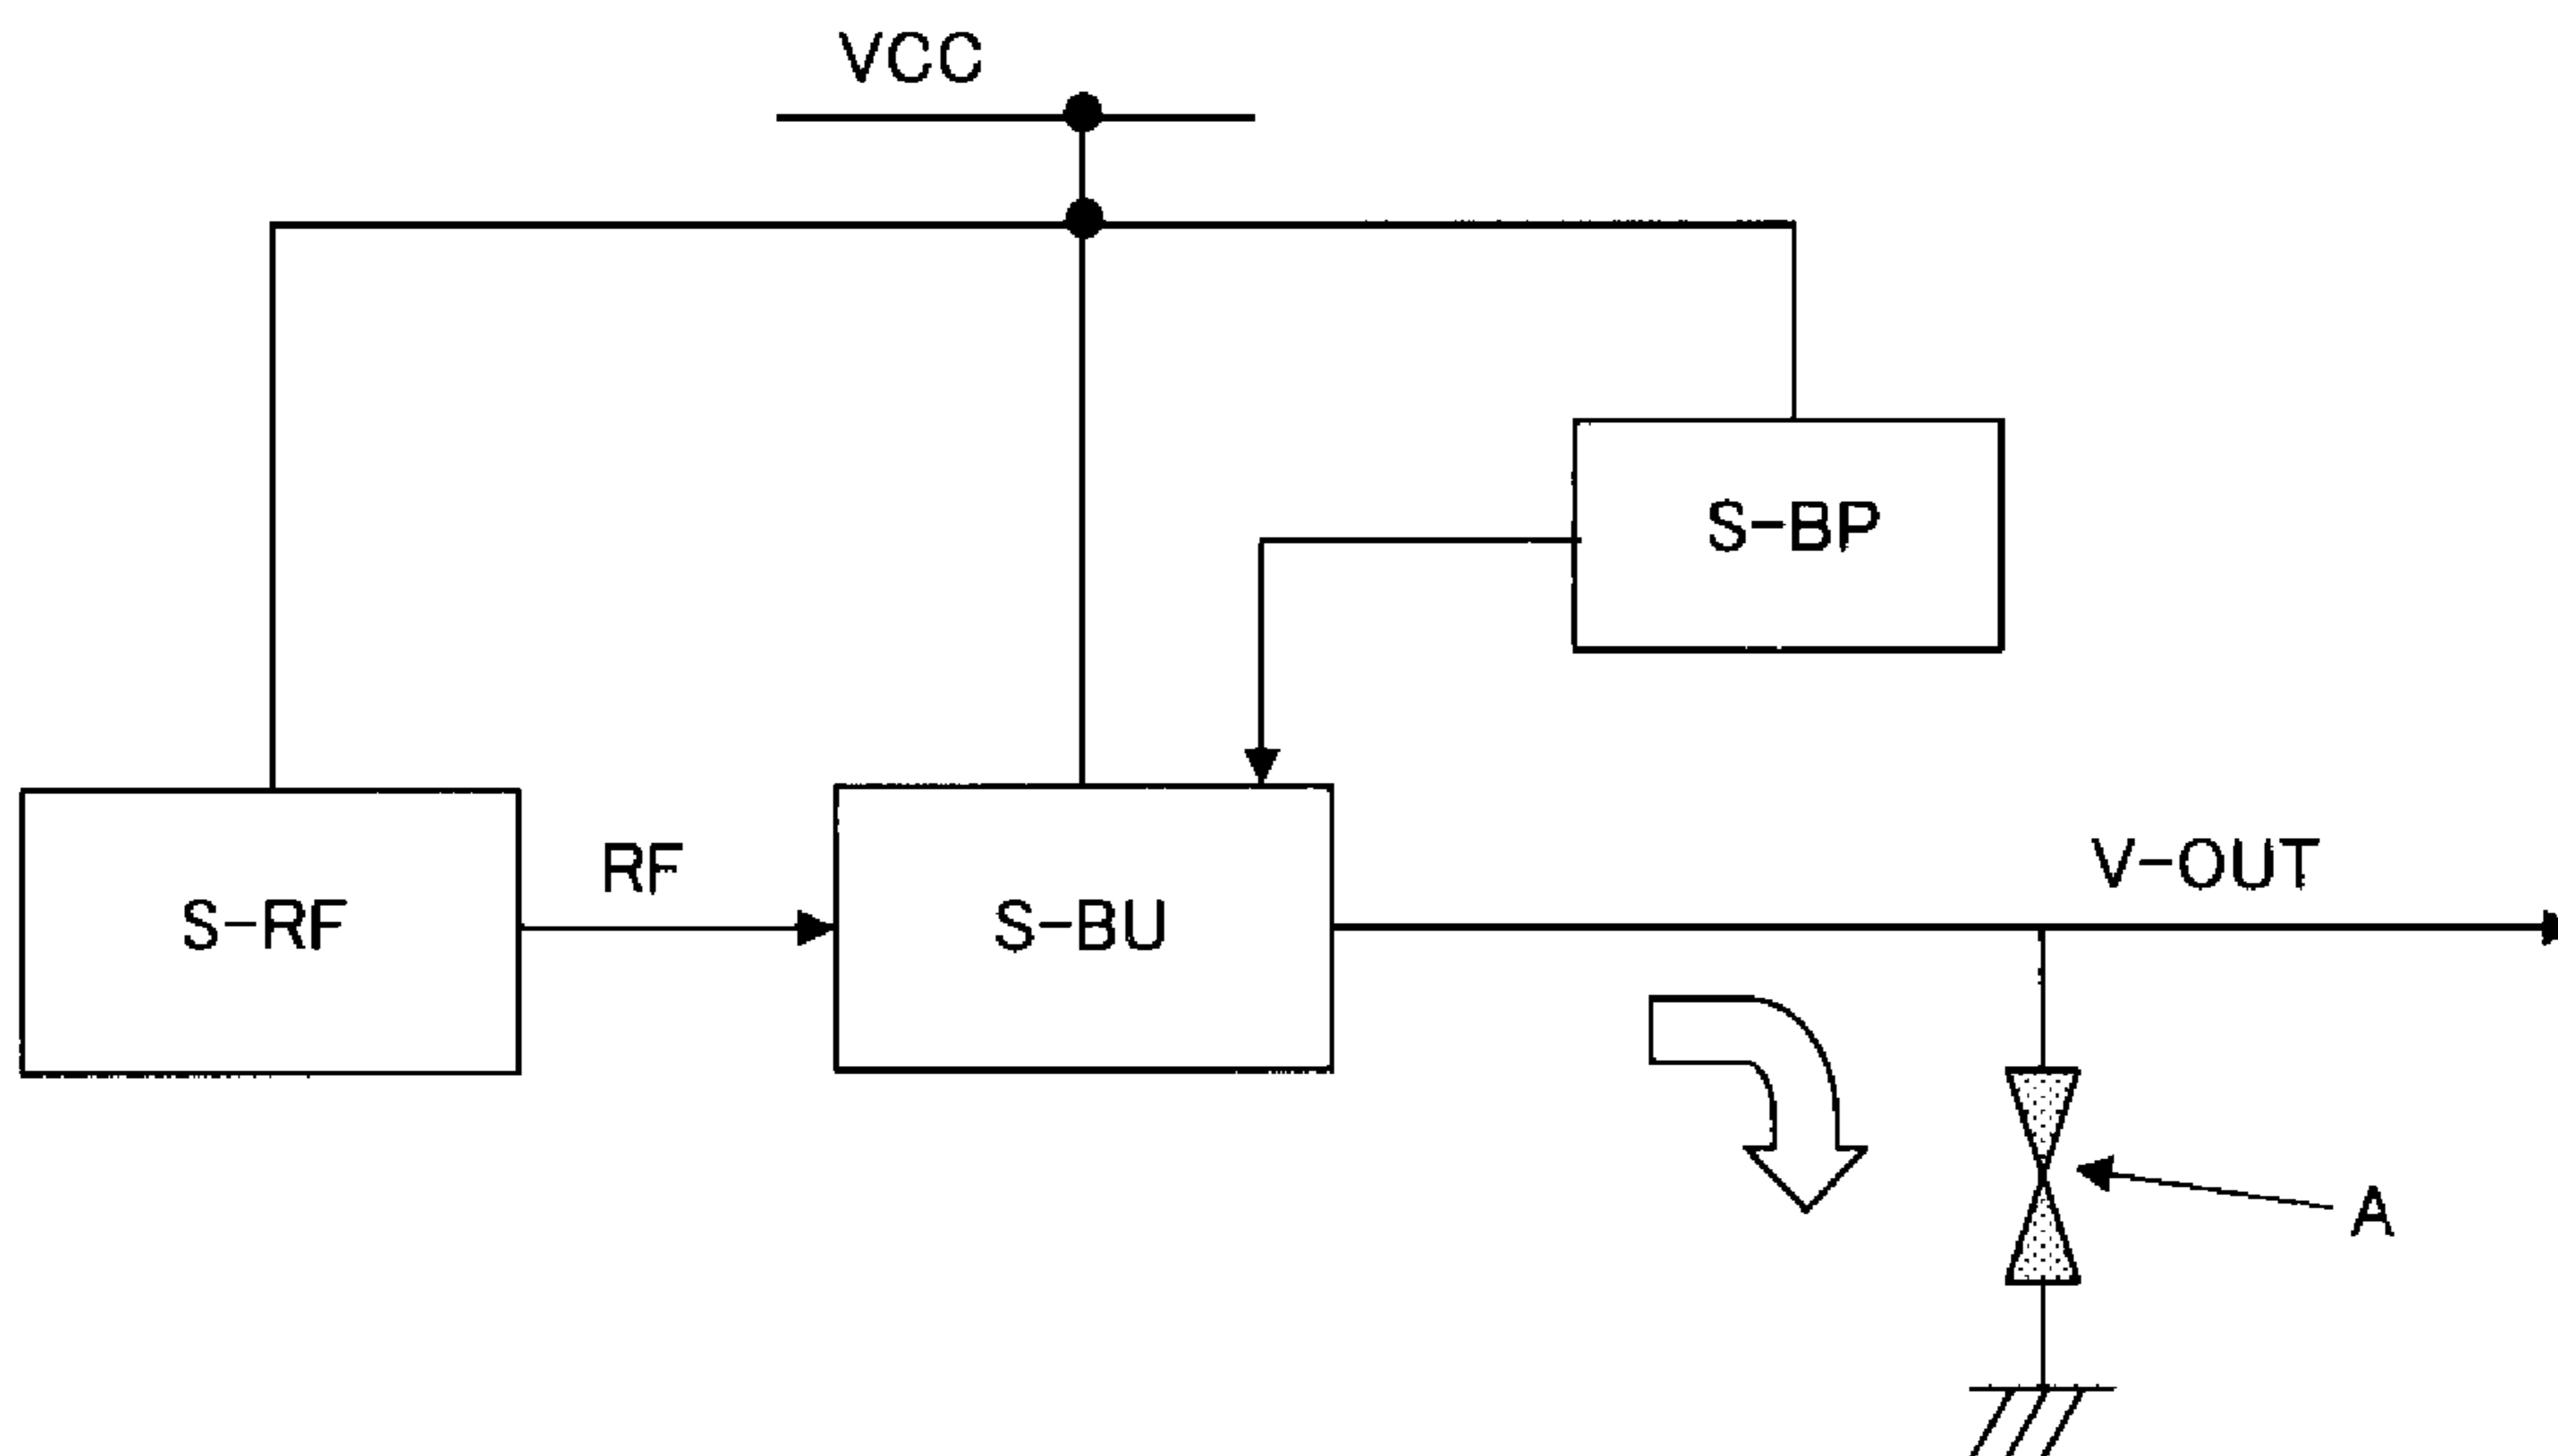 VCC
S-BP
RF
V-OUT
S-RF
S-BU
A